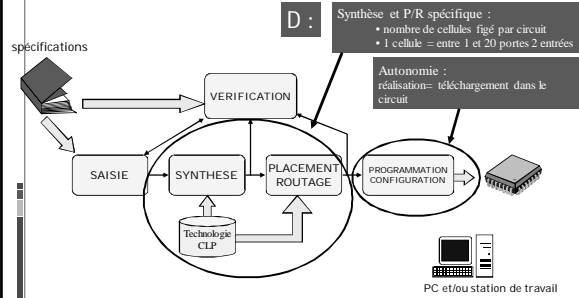 D :
Synthèse et P/R spécifique :
• nombre de cellules figé par circuit
• 1 cellule = entre 1 et 20 portes 2 entrées
spécifications
Autonomie :
réalisation= téléchargement dans le
circuit
VERIFICATION
SAISIE
SYNTHESE
PLACEMENT
ROUTAGE
PROGRAMMATION
CONFIGURATION
Technologie
CLP
PC et/ou station de travail